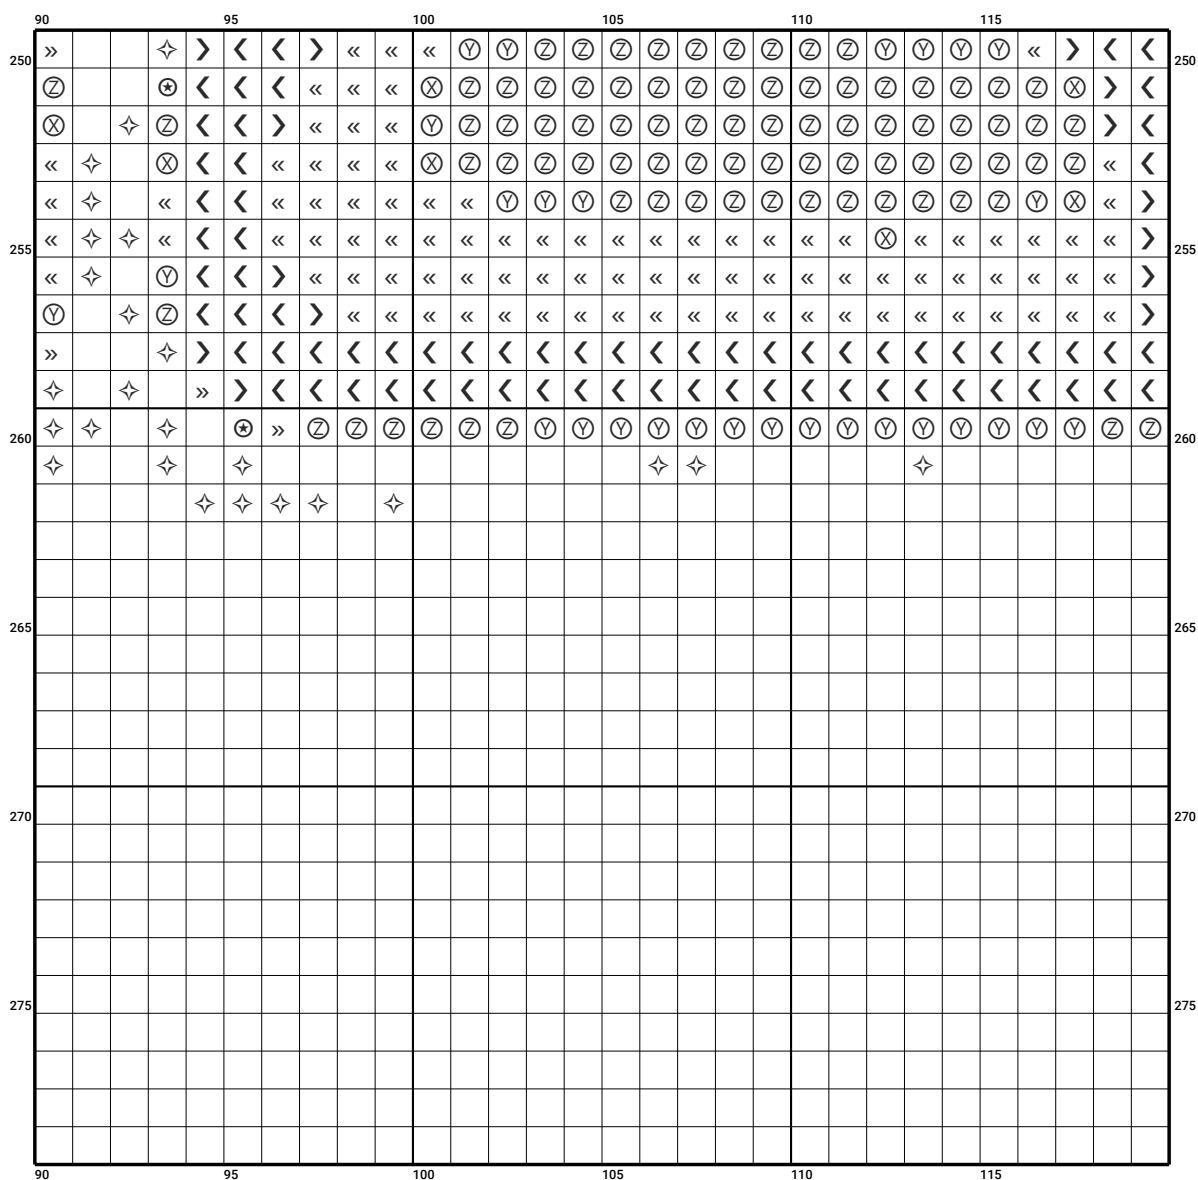 90 95 100 105 110 115
250 » ✧ ❯ ❮ ❮ ❯ « « « Ⓨ Ⓨ Ⓩ Ⓩ Ⓩ Ⓩ Ⓩ Ⓩ Ⓩ Ⓩ Ⓩ Ⓨ Ⓨ Ⓨ Ⓨ « ❯ ❮ ❮ 250
Ⓩ ✪ ❮ ❮ ❮ « « « Ⓧ Ⓩ Ⓩ Ⓩ Ⓩ Ⓩ Ⓩ Ⓩ Ⓩ Ⓩ Ⓩ Ⓩ Ⓩ Ⓩ Ⓩ Ⓩ Ⓩ Ⓧ ❯ ❮
Ⓧ ✧ Ⓩ ❮ ❮ ❯ « « « Ⓨ Ⓩ Ⓩ Ⓩ Ⓩ Ⓩ Ⓩ Ⓩ Ⓩ Ⓩ Ⓩ Ⓩ Ⓩ Ⓩ Ⓩ Ⓩ Ⓩ Ⓩ ❯ ❮
« ✧ Ⓧ ❮ ❮ « « « « Ⓧ Ⓩ Ⓩ Ⓩ Ⓩ Ⓩ Ⓩ Ⓩ Ⓩ Ⓩ Ⓩ Ⓩ Ⓩ Ⓩ Ⓩ Ⓩ Ⓩ Ⓩ « ❮
« ✧ « ❮ ❮ « « « « « « Ⓨ Ⓨ Ⓨ Ⓩ Ⓩ Ⓩ Ⓩ Ⓩ Ⓩ Ⓩ Ⓩ Ⓩ Ⓩ Ⓩ Ⓨ Ⓧ « ❯
255 « ✧ ✧ « ❮ ❮ « « « « « « « « « « « « « « « « Ⓧ « « « « « « ❯ 255
« ✧ Ⓨ ❮ ❮ ❯ « « « « « « « « « « « « « « « « « « « « « « ❯
Ⓨ ✧ Ⓩ ❮ ❮ ❮ ❯ « « « « « « « « « « « « « « « « « « « « « ❯
» ✧ ❯ ❮ ❮ ❮ ❮ ❮ ❮ ❮ ❮ ❮ ❮ ❮ ❮ ❮ ❮ ❮ ❮ ❮ ❮ ❮ ❮ ❮ ❮ ❮ ❮ ❮
✧ ✧ » ❯ ❮ ❮ ❮ ❮ ❮ ❮ ❮ ❮ ❮ ❮ ❮ ❮ ❮ ❮ ❮ ❮ ❮ ❮ ❮ ❮ ❮ ❮ ❮ ❮
260 ✧ ✧ ✧ ✪ » Ⓩ Ⓩ Ⓩ Ⓩ Ⓩ Ⓩ Ⓨ Ⓨ Ⓨ Ⓨ Ⓨ Ⓨ Ⓨ Ⓨ Ⓨ Ⓨ Ⓨ Ⓨ Ⓨ Ⓨ Ⓨ Ⓩ Ⓩ 260
✧ ✧ ✧ ✧ ✧ ✧
✧ ✧ ✧ ✧ ✧
265 265
270 270
275 275
90 95 100 105 110 115